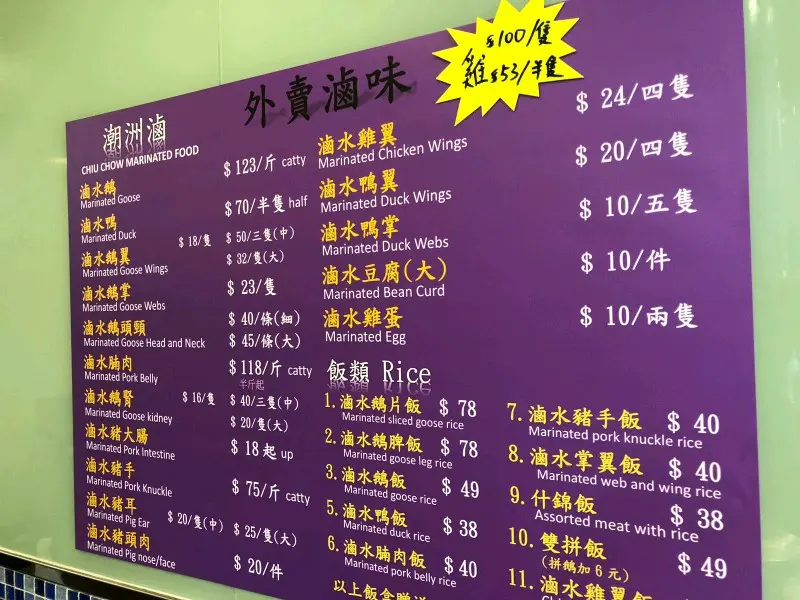 外賣滷味
$100/隻
雞 $53/半隻
潮洲滷
CHIU CHOW MARINATED FOOD
滷水鵝 $123/斤 catty
Marinated Goose
滷水鴨 $70/半隻 half
Marinated Duck
滷水鵝翼 $18/隻 $50/三隻(中)
Marinated Goose Wings $32/隻(大)
滷水鵝掌 $23/隻
Marinated Goose Webs
滷水鵝頭頸 $40/條(細)
Marinated Goose Head and Neck $45/條(大)
滷水腩肉 $118/斤 catty
Marinated Pork Belly 半斤起
滷水鵝腎 $16/隻 $40/三隻(中)
Marinated Goose kidney $20/隻(大)
滷水豬大腸 $18起 up
Marinated Pork Intestine
滷水豬手 $75/斤 catty
Marinated Pork Knuckle
滷水豬耳 $20/隻(中) $25/隻(大)
Marinated Pig Ear
滷水豬頭肉 $20/件
Marinated Pig nose/face
滷水雞翼 $24/四隻
Marinated Chicken Wings
滷水鴨翼 $20/四隻
Marinated Duck Wings
滷水鴨掌 $10/五隻
Marinated Duck Webs
滷水豆腐(大) $10/件
Marinated Bean Curd
滷水雞蛋 $10/兩隻
Marinated Egg
飯類 Rice
1.滷水鵝片飯 $78
Marinated sliced goose rice
2.滷水鵝脾飯 $78
Marinated goose leg rice
3.滷水鵝飯 $49
Marinated goose rice
5.滷水鴨飯 $38
Marinated duck rice
6.滷水腩肉飯 $40
Marinated pork belly rice
7.滷水豬手飯 $40
Marinated pork knuckle rice
8.滷水掌翼飯 $40
Marinated web and wing rice
9.什錦飯 $38
Assorted meat with rice
10.雙拼飯 $49
(拼鵝加6元)
11.滷水雞翼飯
以上飯盒贈送